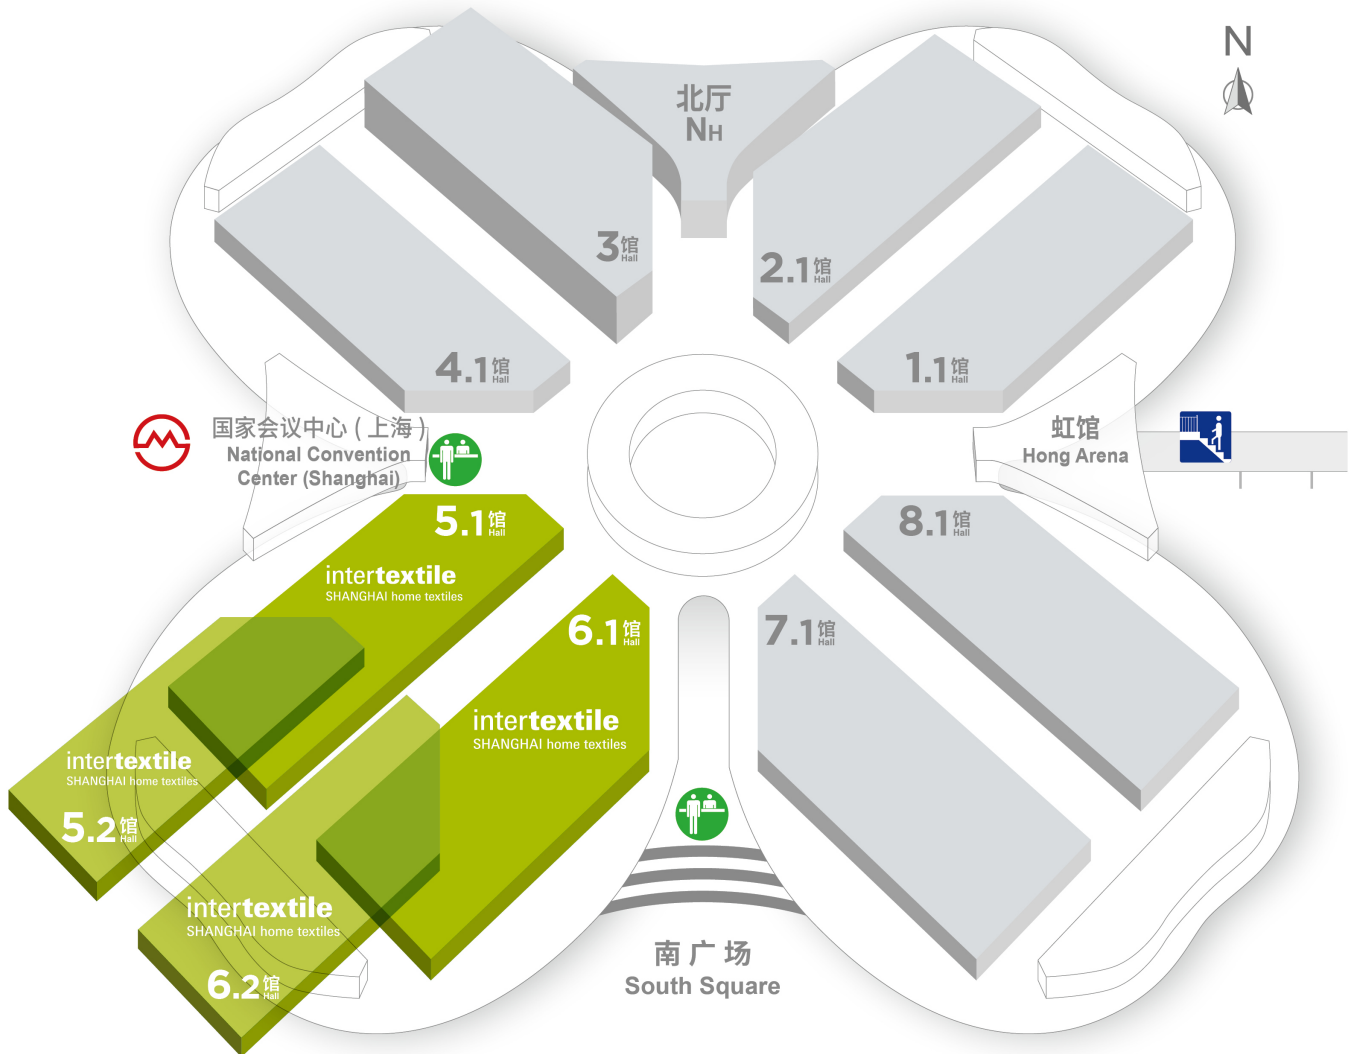 N
北厅
NH
3馆
Hall
2.1馆
Hall
4.1馆
Hall
1.1馆
Hall
国家会议中心 ( 上海 )
National Convention
Center (Shanghai)
虹馆
Hong Arena
5.1馆
Hall
8.1馆
Hall
intertextile
SHANGHAI home textiles
6.1馆
Hall
7.1馆
Hall
intertextile
SHANGHAI home textiles
intertextile
SHANGHAI home textiles
5.2馆
Hall
intertextile
SHANGHAI home textiles
6.2馆
Hall
南广场
South Square